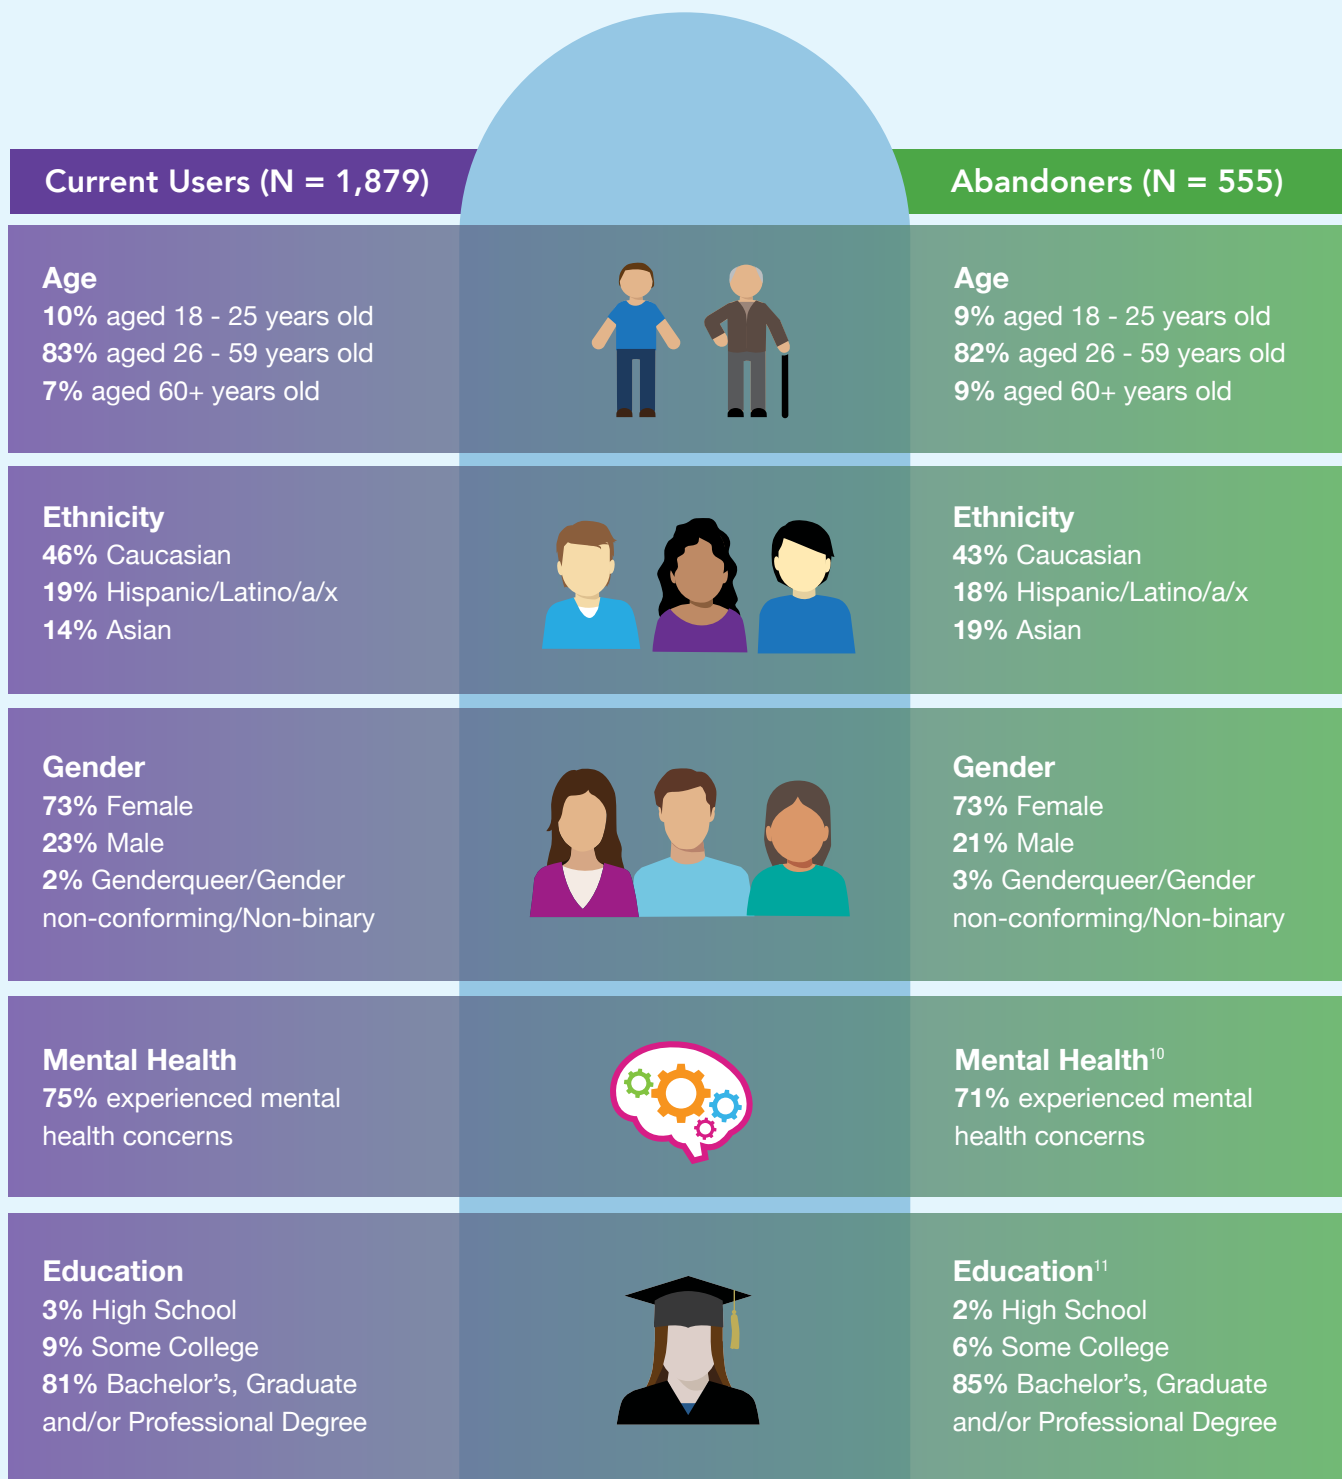 Current Users (N = 1,879)
Abandoners (N = 555)
Age
10% aged 18 - 25 years old
83% aged 26 - 59 years old
7% aged 60+ years old
Age
9% aged 18 - 25 years old
82% aged 26 - 59 years old
9% aged 60+ years old
Ethnicity
46% Caucasian
19% Hispanic/Latino/a/x
14% Asian
Ethnicity
43% Caucasian
18% Hispanic/Latino/a/x
19% Asian
Gender
73% Female
23% Male
2% Genderqueer/Gender
non-conforming/Non-binary
Gender
73% Female
21% Male
3% Genderqueer/Gender
non-conforming/Non-binary
Mental Health
75% experienced mental
health concerns
Mental Health10
71% experienced mental
health concerns
Education
3% High School
9% Some College
81% Bachelor's, Graduate
and/or Professional Degree
Education11
2% High School
6% Some College
85% Bachelor's, Graduate
and/or Professional Degree